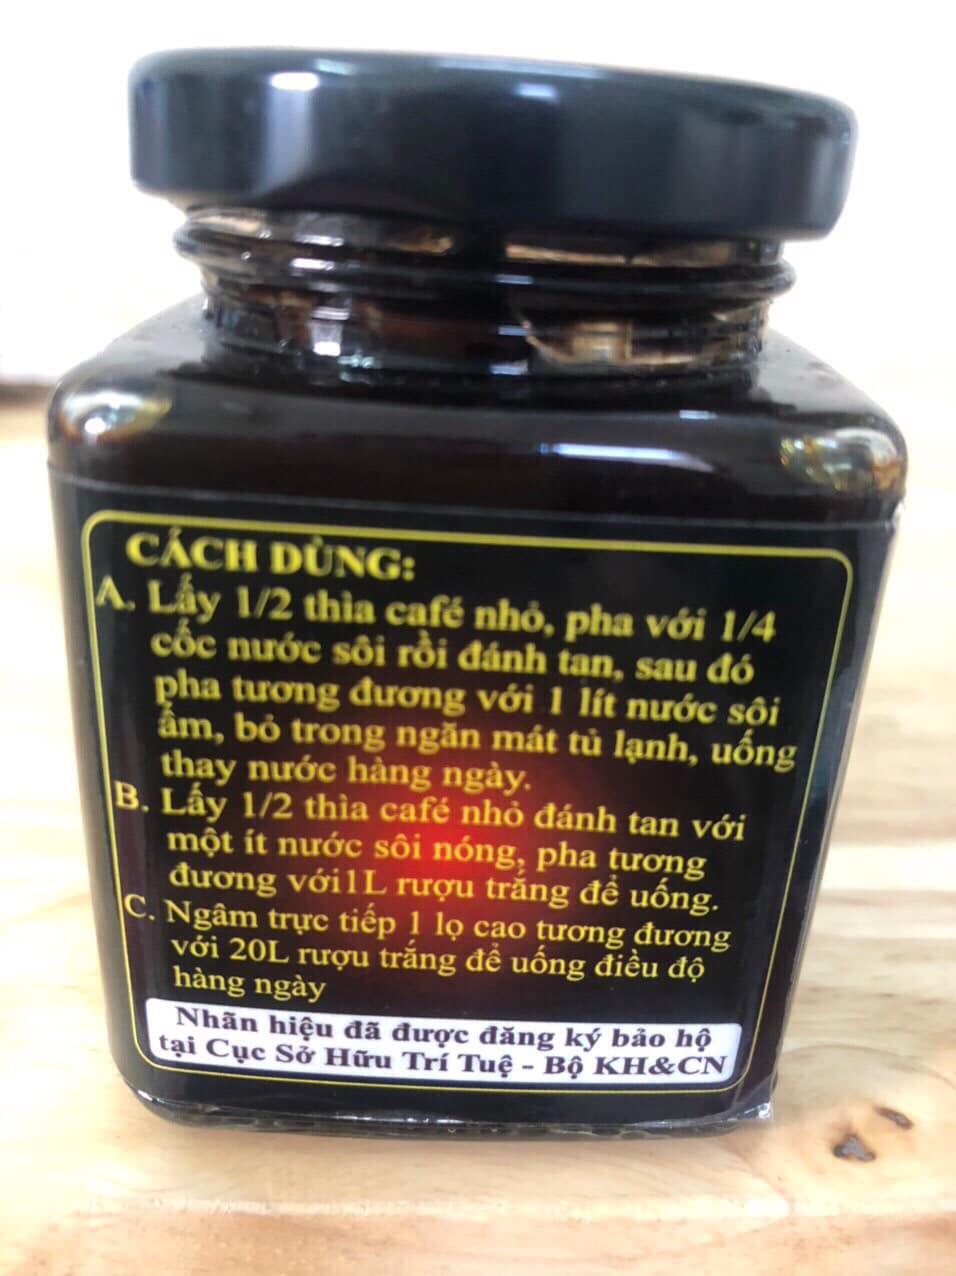 CÁCH DÙNG:
A. Lấy 1/2 thìa café nhỏ, pha với 1/4
cốc nước sôi rồi đánh tan, sau đó
pha tương đương với 1 lít nước sôi
ấm, bỏ trong ngăn mát tủ lạnh, uống
thay nước hàng ngày.
B. Lấy 1/2 thìa café nhỏ đánh tan với
một ít nước sôi nóng, pha tương
đương với1L rượu trắng để uống.
C. Ngâm trực tiếp 1 lọ cao tương đương
với 20L rượu trắng để uống điều độ
hàng ngày
Nhãn hiệu đã được đăng ký bảo hộ
tại Cục Sở Hữu Trí Tuệ - Bộ KH&CN